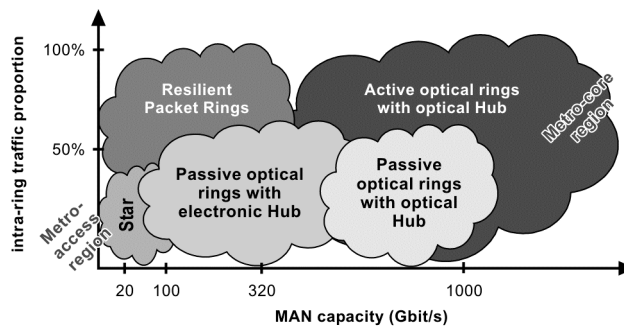 100%
50%
intra-ring traffic proportion
Resilient
Packet Rings
Active optical rings
with optical Hub
Metro-core
region
Passive optical
rings with
electronic Hub
Passive
optical rings
with optical
Hub
Star
Metro-
access
region
20
100
320
1000
MAN capacity (Gbit/s)